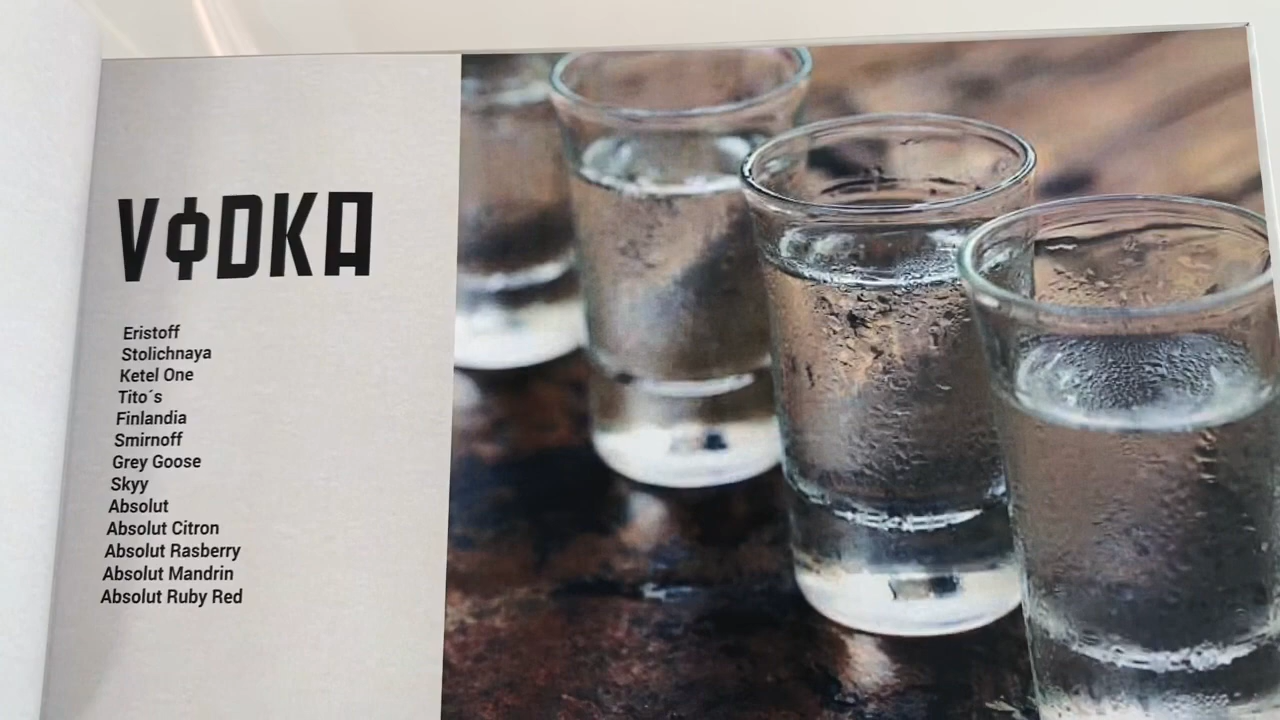 VODKA
Eristoff
Stolichnaya
Ketel One
Tito´s
Finlandia
Smirnoff
Grey Goose
Skyy
Absolut
Absolut Citron
Absolut Rasberry
Absolut Mandrin
Absolut Ruby Red